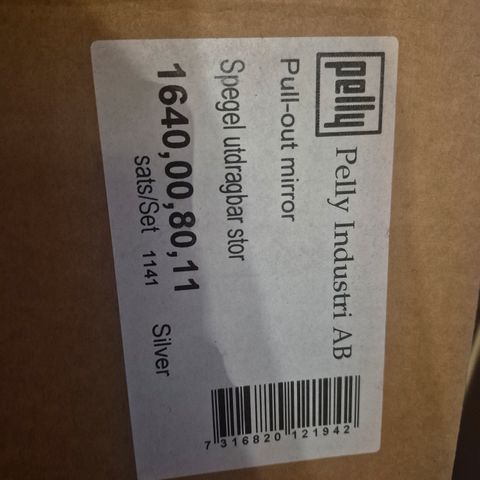 pelly Pelly Industri AB
Pull-out mirror
Spegel utdragbar stor
1640,00,80,11
sats/Set 1141 Silver
7 316820 121942